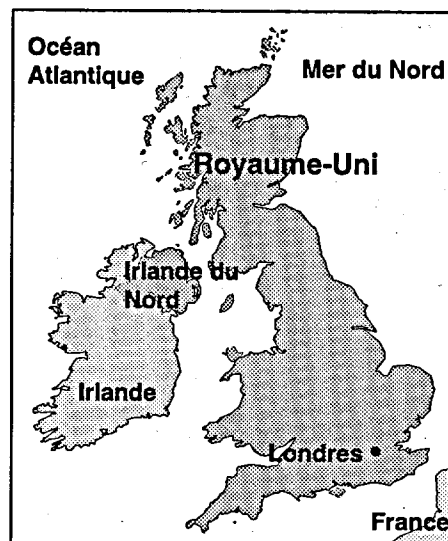 Océan
Atlantique
Mer du Nord
Royaume-Uni
Irlande du
Nord
Irlande
Londres
France